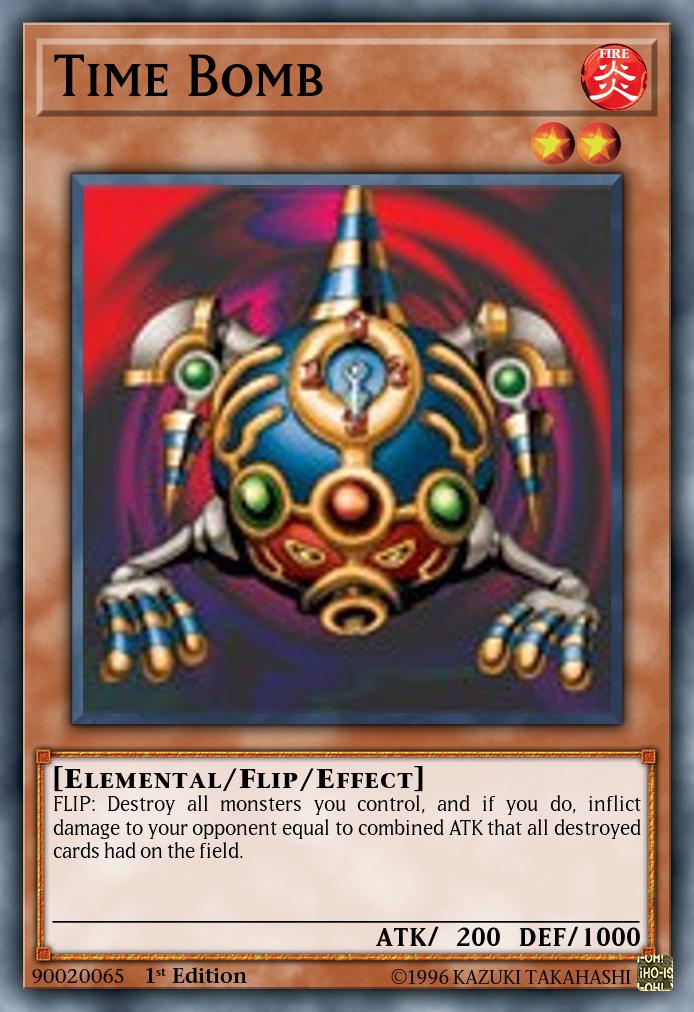 Time Bomb
FIRE
炎
[Elemental/Flip/Effect]
FLIP: Destroy all monsters you control, and if you do, inflict
damage to your opponent equal to combined ATK that all destroyed
cards had on the field.
ATK/ 200 DEF/1000
90020065 1st Edition ©1996 KAZUKI TAKAHASHI